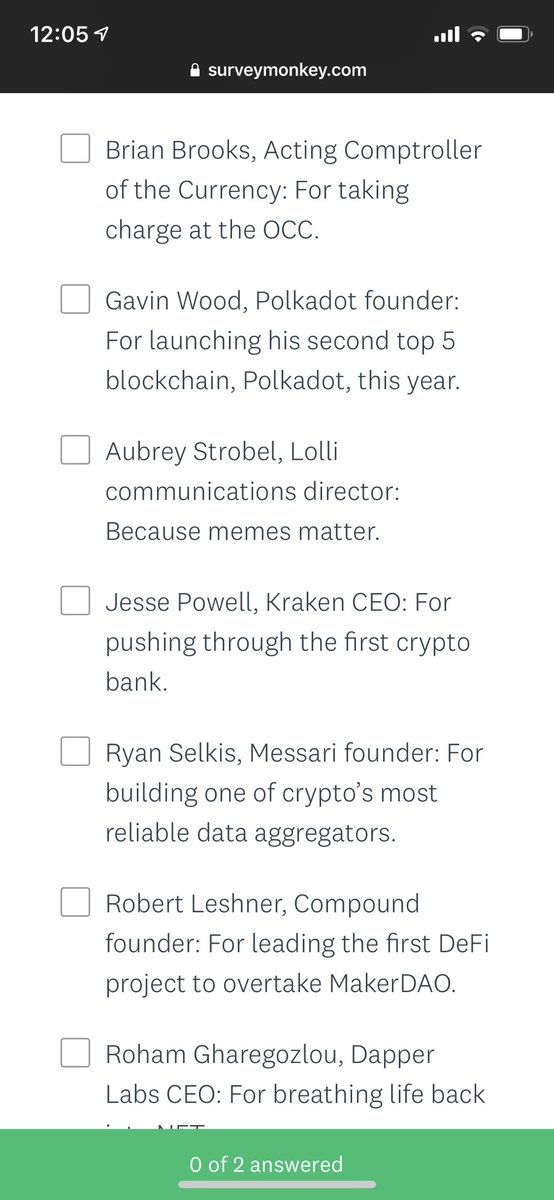 12:05
surveymonkey.com
Brian Brooks, Acting Comptroller
of the Currency: For taking
charge at the OCC.
Gavin Wood, Polkadot founder:
For launching his second top 5
blockchain, Polkadot, this year.
Aubrey Strobel, Lolli
communications director:
Because memes matter.
Jesse Powell, Kraken CEO: For
pushing through the first crypto
bank.
Ryan Selkis, Messari founder: For
building one of crypto’s most
reliable data aggregators.
Robert Leshner, Compound
founder: For leading the first DeFi
project to overtake MakerDAO.
Roham Gharegozlou, Dapper
Labs CEO: For breathing life back
0 of 2 answered